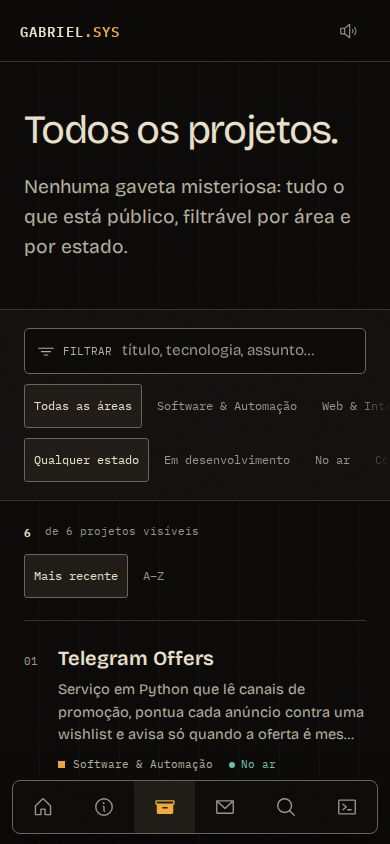 GABRIEL.SYS
Todos os projetos.
Nenhuma gaveta misteriosa: tudo o
que está público, filtrável por área e
por estado.
FILTRAR título, tecnologia, assunto...
Todas as áreas Software & Automação Web & Int
Qualquer estado Em desenvolvimento No ar Co
6 de 6 projetos visíveis
Mais recente A–Z
01 Telegram Offers
Serviço em Python que lê canais de
promoção, pontua cada anúncio contra uma
wishlist e avisa só quando a oferta é mes...
Software & Automação No ar